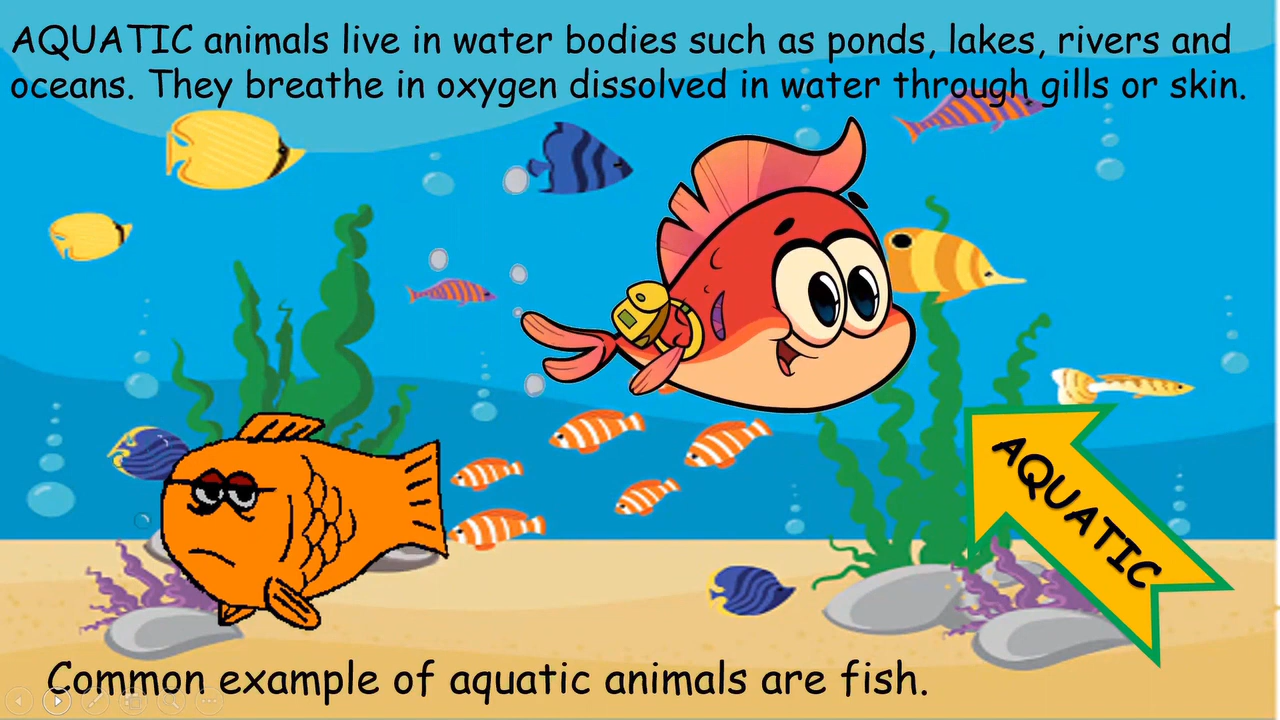 AQUATIC animals live in water bodies such as ponds, lakes, rivers and
oceans. They breathe in oxygen dissolved in water through gills or skin.
AQUATIC
Common example of aquatic animals are fish.